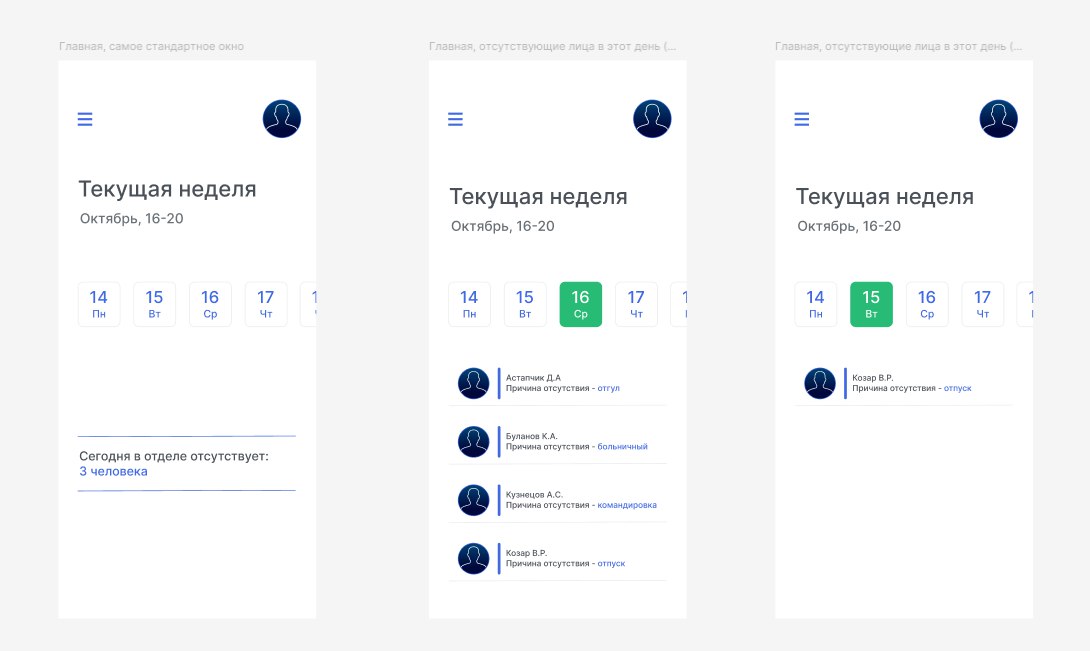 Главная, самое стандартное окно
Текущая неделя
Октябрь, 16-20
14 15 16 17 1
Пн Вт Ср Чт
Сегодня в отделе отсутствует:
3 человека
Главная, отсутствующие лица в этот день (...
Текущая неделя
Октябрь, 16-20
14 15 16 17 1
Пн Вт Ср Чт
Астапчик Д.А
Причина отсутствия - отгул
Буланов К.А.
Причина отсутствия - больничный
Кузнецов А.С.
Причина отсутствия - командировка
Козар В.Р.
Причина отсутствия - отпуск
Главная, отсутствующие лица в этот день (...
Текущая неделя
Октябрь, 16-20
14 15 16 17 1
Пн Вт Ср Чт
Козар В.Р.
Причина отсутствия - отпуск